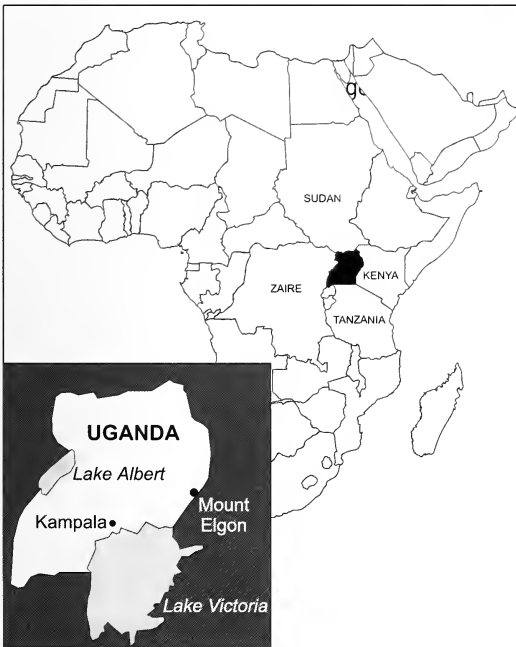 SUDAN
ZAIRE
KENYA
TANZANIA
UGANDA
Lake Albert
Mount
Elgon
Kampala
Lake Victoria